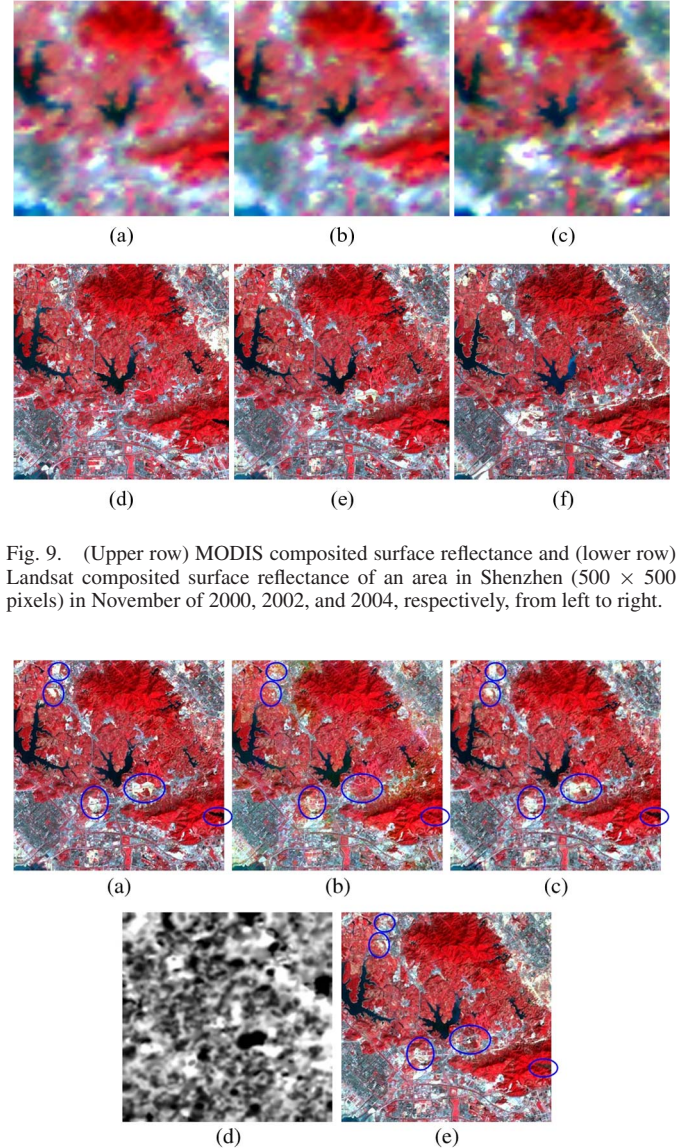 (a) (b) (c)
(d) (e) (f)
Fig. 9. (Upper row) MODIS composited surface reflectance and (lower row)
Landsat composited surface reflectance of an area in Shenzhen (500 × 500
pixels) in November of 2000, 2002, and 2004, respectively, from left to right.
(a) (b) (c)
(d) (e)